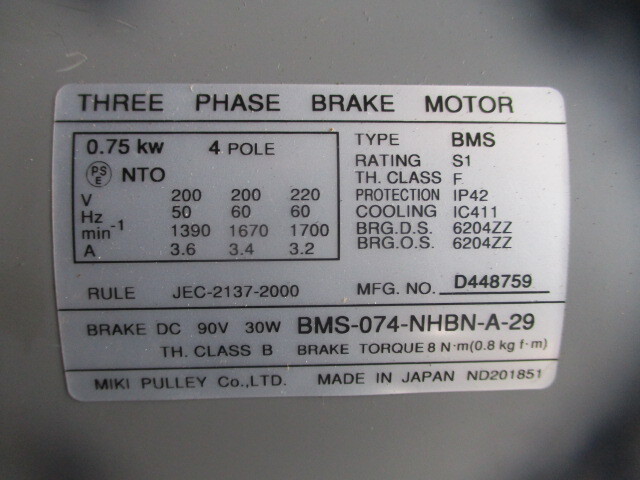 THREE PHASE BRAKE MOTOR
0.75 kw 4 POLE
PS E NTO
V 200 200 220
Hz 50 60 60
min-1 1390 1670 1700
A 3.6 3.4 3.2
TYPE BMS
RATING S1
TH. CLASS F
PROTECTION IP42
COOLING IC411
BRG.D.S. 6204ZZ
BRG.O.S. 6204ZZ
RULE JEC-2137-2000
MFG. NO. D448759
BRAKE DC 90V 30W BMS-074-NHBN-A-29
TH. CLASS B BRAKE TORQUE 8 N·m(0.8 kg f·m)
MIKI PULLEY Co.,LTD. MADE IN JAPAN ND201851